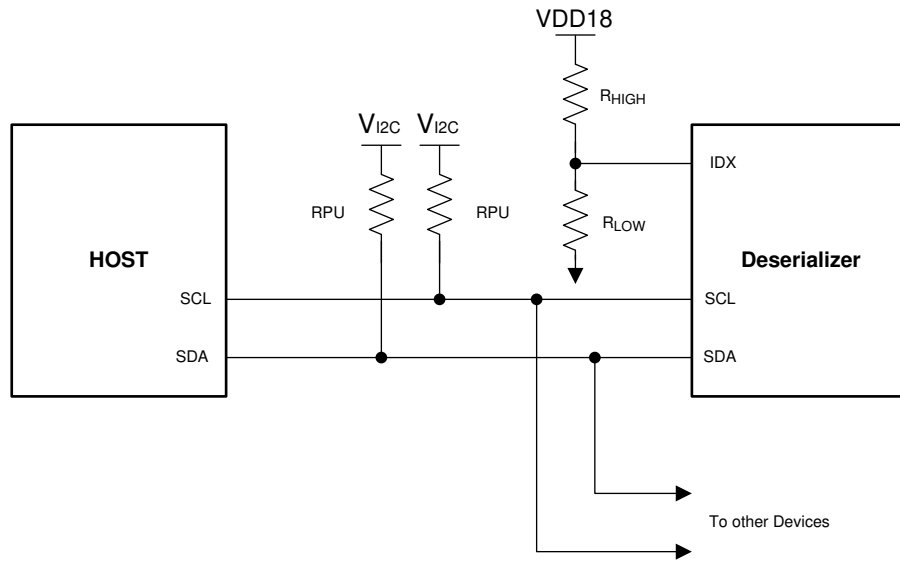 VDD18
RHIGH
VI2C VI2C
IDX
RPU RPU
RLOW
HOST
Deserializer
SCL SCL
SDA SDA
To other Devices